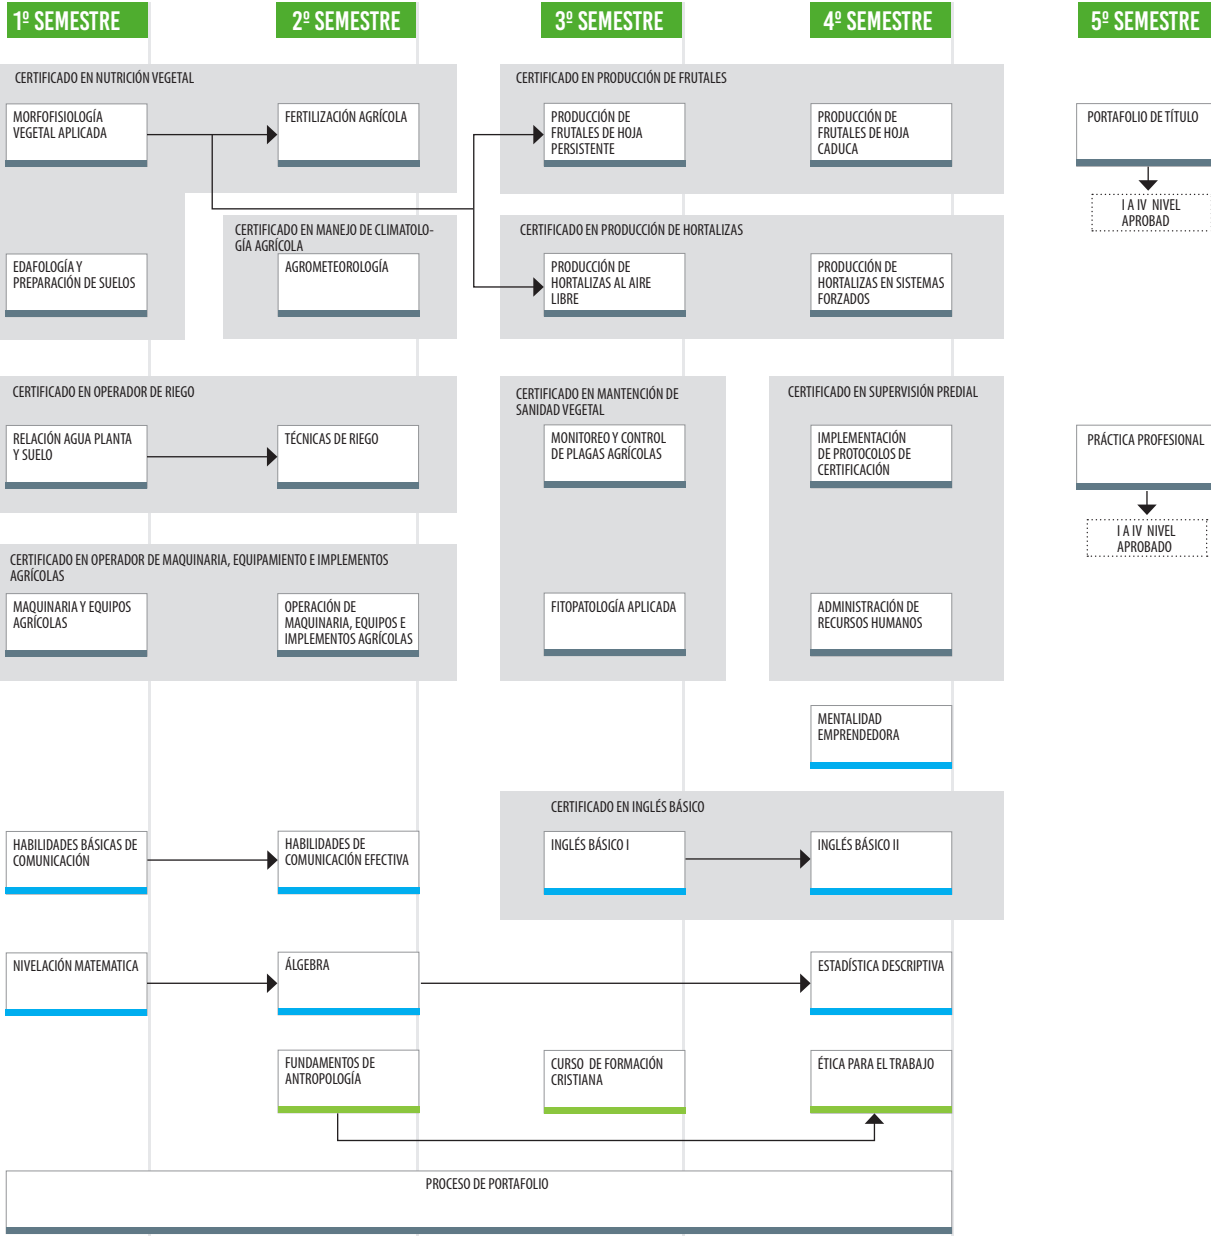 1º SEMESTRE
2º SEMESTRE
3º SEMESTRE
4º SEMESTRE
5º SEMESTRE
CERTIFICADO EN NUTRICIÓN VEGETAL
CERTIFICADO EN PRODUCCIÓN DE FRUTALES
MORFOFISIOLOGÍA
VEGETAL APLICADA
FERTILIZACIÓN AGRÍCOLA
PRODUCCIÓN DE
FRUTALES DE HOJA
PERSISTENTE
PRODUCCIÓN DE
FRUTALES DE HOJA
CADUCA
PORTAFOLIO DE TÍTULO
I A IV NIVEL
APROBAD
CERTIFICADO EN MANEJO DE CLIMATOLO-
GÍA AGRÍCOLA
CERTIFICADO EN PRODUCCIÓN DE HORTALIZAS
EDAFOLOGÍA Y
PREPARACIÓN DE SUELOS
AGROMETEOROLOGÍA
PRODUCCIÓN DE
HORTALIZAS AL AIRE
LIBRE
PRODUCCIÓN DE
HORTALIZAS EN SISTEMAS
FORZADOS
CERTIFICADO EN OPERADOR DE RIEGO
CERTIFICADO EN MANTENCIÓN DE
SANIDAD VEGETAL
CERTIFICADO EN SUPERVISIÓN PREDIAL
RELACIÓN AGUA PLANTA
Y SUELO
TÉCNICAS DE RIEGO
MONITOREO Y CONTROL
DE PLAGAS AGRÍCOLAS
IMPLEMENTACIÓN
DE PROTOCOLOS DE
CERTIFICACIÓN
PRÁCTICA PROFESIONAL
I A IV NIVEL
APROBADO
CERTIFICADO EN OPERADOR DE MAQUINARIA, EQUIPAMIENTO E IMPLEMENTOS
AGRÍCOLAS
MAQUINARIA Y EQUIPOS
AGRÍCOLAS
OPERACIÓN DE
MAQUINARIA, EQUIPOS E
IMPLEMENTOS AGRÍCOLAS
FITOPATOLOGÍA APLICADA
ADMINISTRACIÓN DE
RECURSOS HUMANOS
MENTALIDAD
EMPRENDEDORA
CERTIFICADO EN INGLÉS BÁSICO
HABILIDADES BÁSICAS DE
COMUNICACIÓN
HABILIDADES DE
COMUNICACIÓN EFECTIVA
INGLÉS BÁSICO I
INGLÉS BÁSICO II
NIVELACIÓN MATEMATICA
ÁLGEBRA
ESTADÍSTICA DESCRIPTIVA
FUNDAMENTOS DE
ANTROPOLOGÍA
CURSO DE FORMACIÓN
CRISTIANA
ÉTICA PARA EL TRABAJO
PROCESO DE PORTAFOLIO